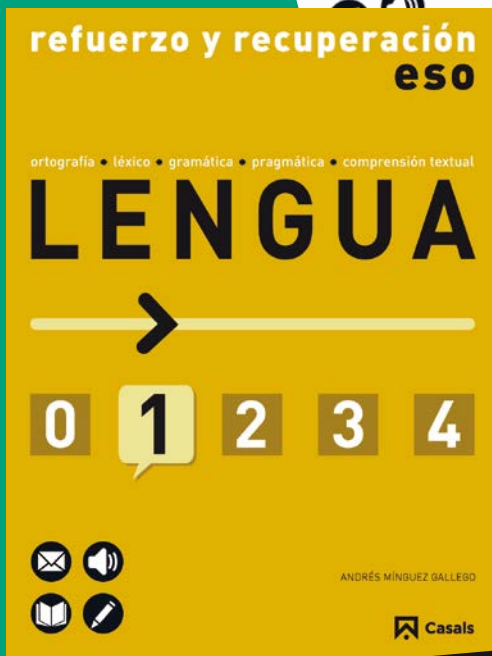 refuerzo y recuperación
eso
ortografía • léxico • gramática • pragmática • comprensión textual
LENGUA
0 1 2 3 4
ANDRÉS MÍNGUEZ GALLEGO
Casals